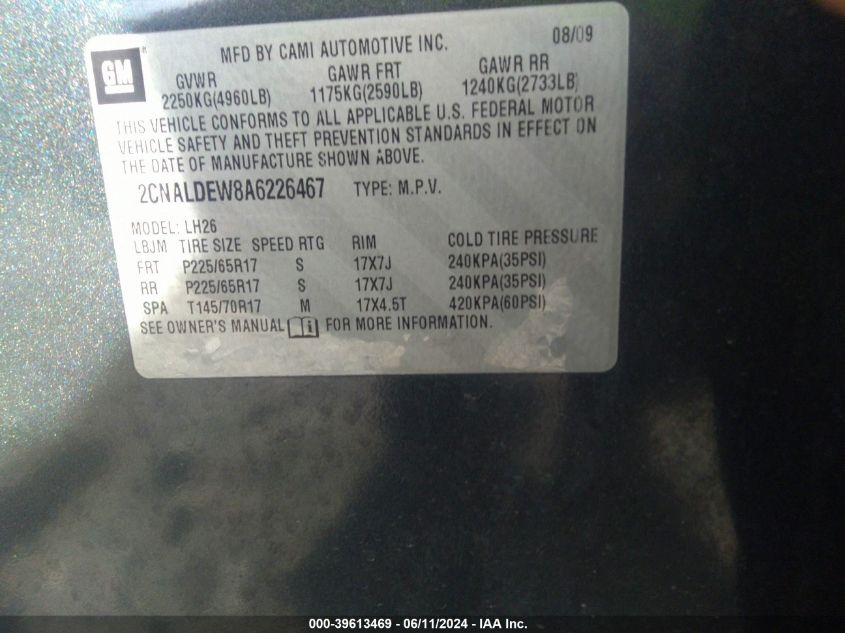 GM
MFD BY CAMI AUTOMOTIVE INC. 08/09
GVWR GAWR FRT GAWR RR
2250KG(4960LB) 1175KG(2590LB) 1240KG(2733LB)
THIS VEHICLE CONFORMS TO ALL APPLICABLE U.S. FEDERAL MOTOR
VEHICLE SAFETY AND THEFT PREVENTION STANDARDS IN EFFECT ON
THE DATE OF MANUFACTURE SHOWN ABOVE.
2CNALDEW8A6226467 TYPE: M.P.V.
MODEL: LH26
LBJM TIRE SIZE SPEED RTG RIM COLD TIRE PRESSURE
FRT P225/65R17 S 17X7J 240KPA(35PSI)
RR P225/65R17 S 17X7J 240KPA(35PSI)
SPA T145/70R17 M 17X4.5T 420KPA(60PSI)
SEE OWNER'S MANUAL FOR MORE INFORMATION.
000-39613469 - 06/11/2024 - IAA Inc.